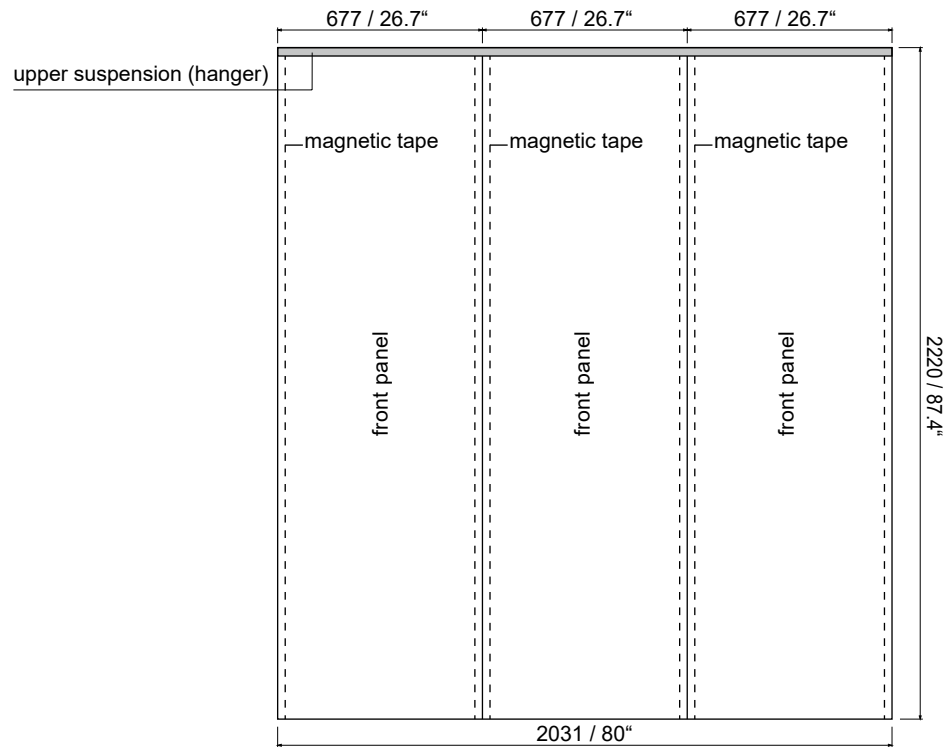 677 / 26.7“
677 / 26.7“
677 / 26.7“
upper suspension (hanger)
magnetic tape
magnetic tape
magnetic tape
front panel
front panel
front panel
2220 / 87.4“
2031 / 80“